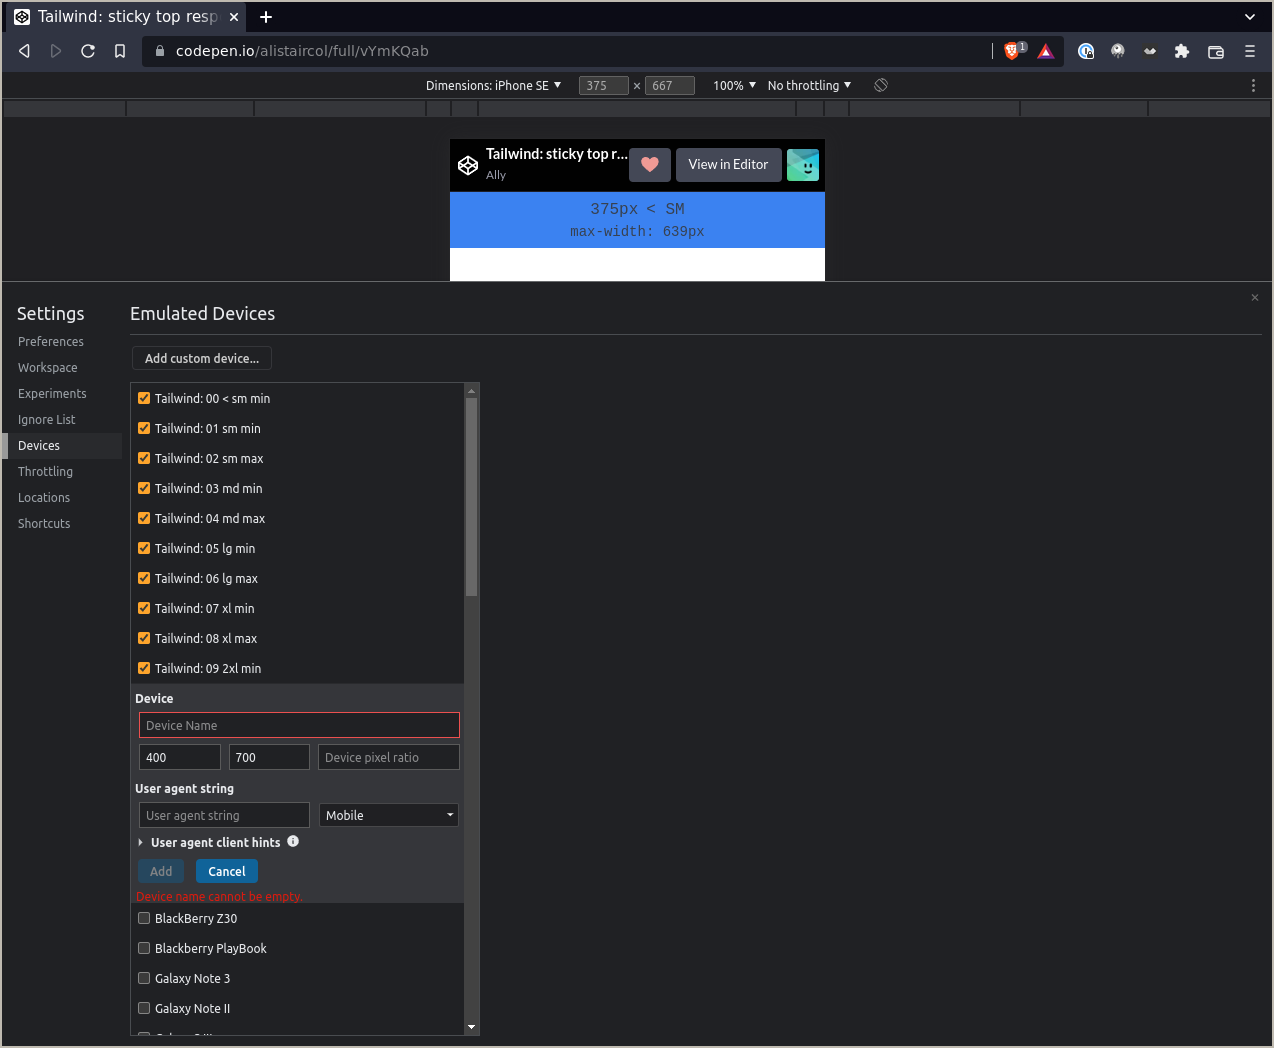 Tailwind: sticky top resp
codepen.io/alistaircol/full/vYmKQab
1
Dimensions: iPhone SE ▼ 375 × 667 100% ▼ No throttling ▼
Tailwind: sticky top r...
Ally
View in Editor
375px < SM
max-width: 639px
Settings
Preferences
Workspace
Experiments
Ignore List
Devices
Throttling
Locations
Shortcuts
Emulated Devices
Add custom device...
Tailwind: 00 < sm min
Tailwind: 01 sm min
Tailwind: 02 sm max
Tailwind: 03 md min
Tailwind: 04 md max
Tailwind: 05 lg min
Tailwind: 06 lg max
Tailwind: 07 xl min
Tailwind: 08 xl max
Tailwind: 09 2xl min
Device
Device Name
400 700 Device pixel ratio
User agent string
User agent string Mobile
User agent client hints
Add Cancel
Device name cannot be empty.
BlackBerry Z30
Blackberry PlayBook
Galaxy Note 3
Galaxy Note II